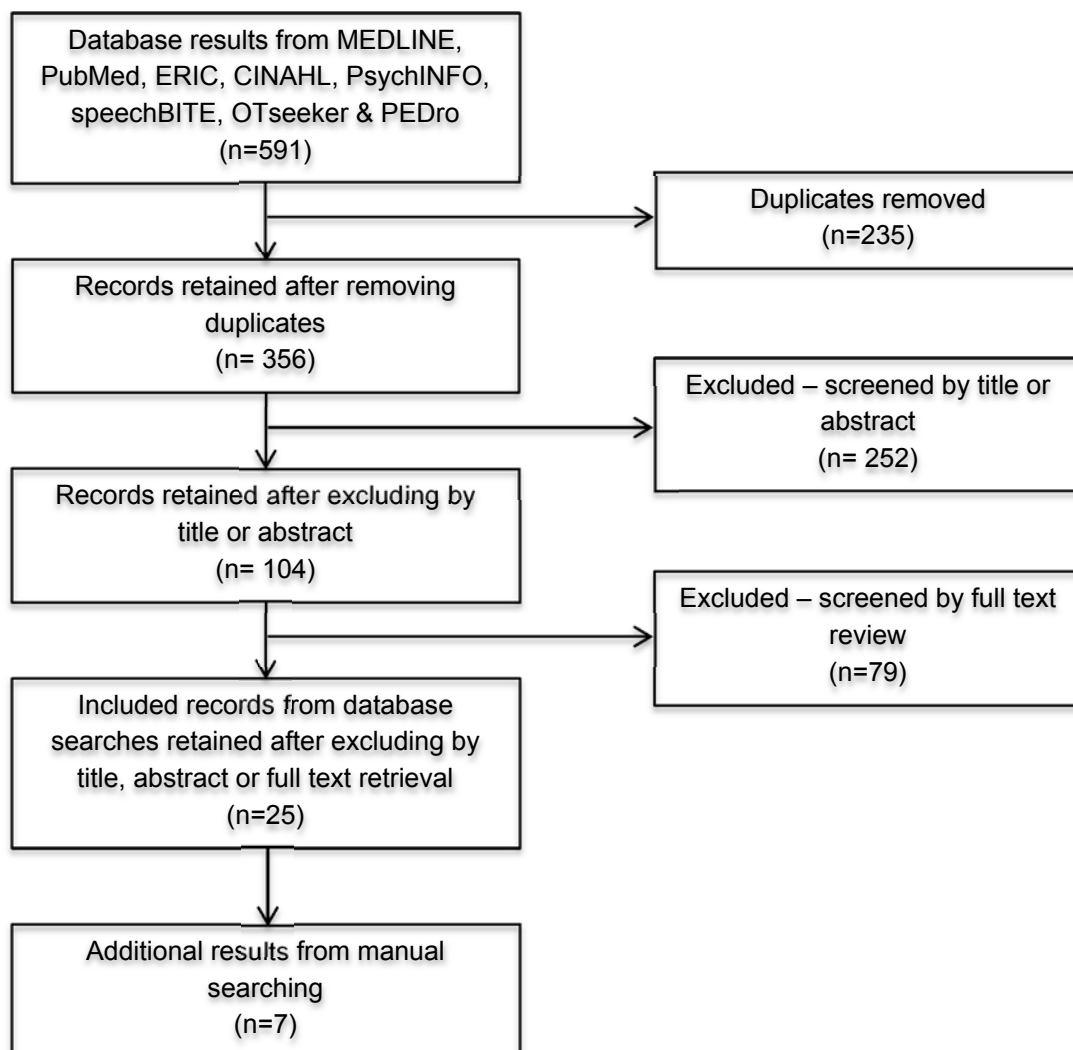 Database results from MEDLINE,
PubMed, ERIC, CINAHL, PsychINFO,
speechBITE, OTseeker & PEDro
(n=591)
Duplicates removed
(n=235)
Records retained after removing
duplicates
(n= 356)
Excluded – screened by title or
abstract
(n= 252)
Records retained after excluding by
title or abstract
(n= 104)
Excluded – screened by full text
review
(n=79)
Included records from database
searches retained after excluding by
title, abstract or full text retrieval
(n=25)
Additional results from manual
searching
(n=7)